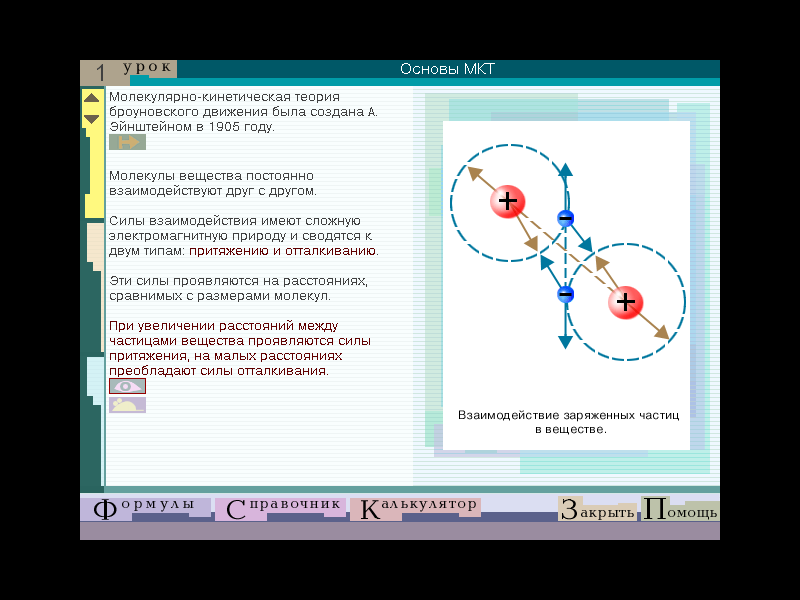 1 урок
Основы МКТ
Молекулярно-кинетическая теория
броуновского движения была создана А.
Эйнштейном в 1905 году.
Молекулы вещества постоянно
взаимодействуют друг с другом.
Силы взаимодействия имеют сложную
электромагнитную природу и сводятся к
двум типам: притяжению и отталкиванию.
Эти силы проявляются на расстояниях,
сравнимых с размерами молекул.
При увеличении расстояний между
частицами вещества проявляются силы
притяжения, на малых расстояниях
преобладают силы отталкивания.
+
−
−
+
Взаимодействие заряженных частиц
в веществе.
Формулы Справочник Калькулятор Закрыть Помощь